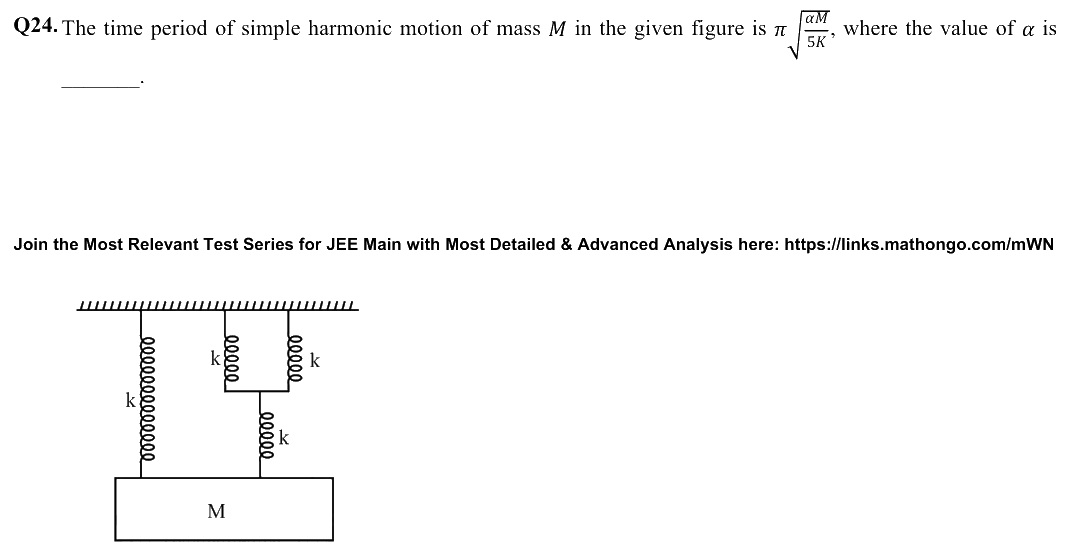 Q24. The time period of simple harmonic motion of mass M in the given figure is π √(αM/5K), where the value of α is
________.
Join the Most Relevant Test Series for JEE Main with Most Detailed & Advanced Analysis here: https://links.mathongo.com/mWN
k k
k
k
M